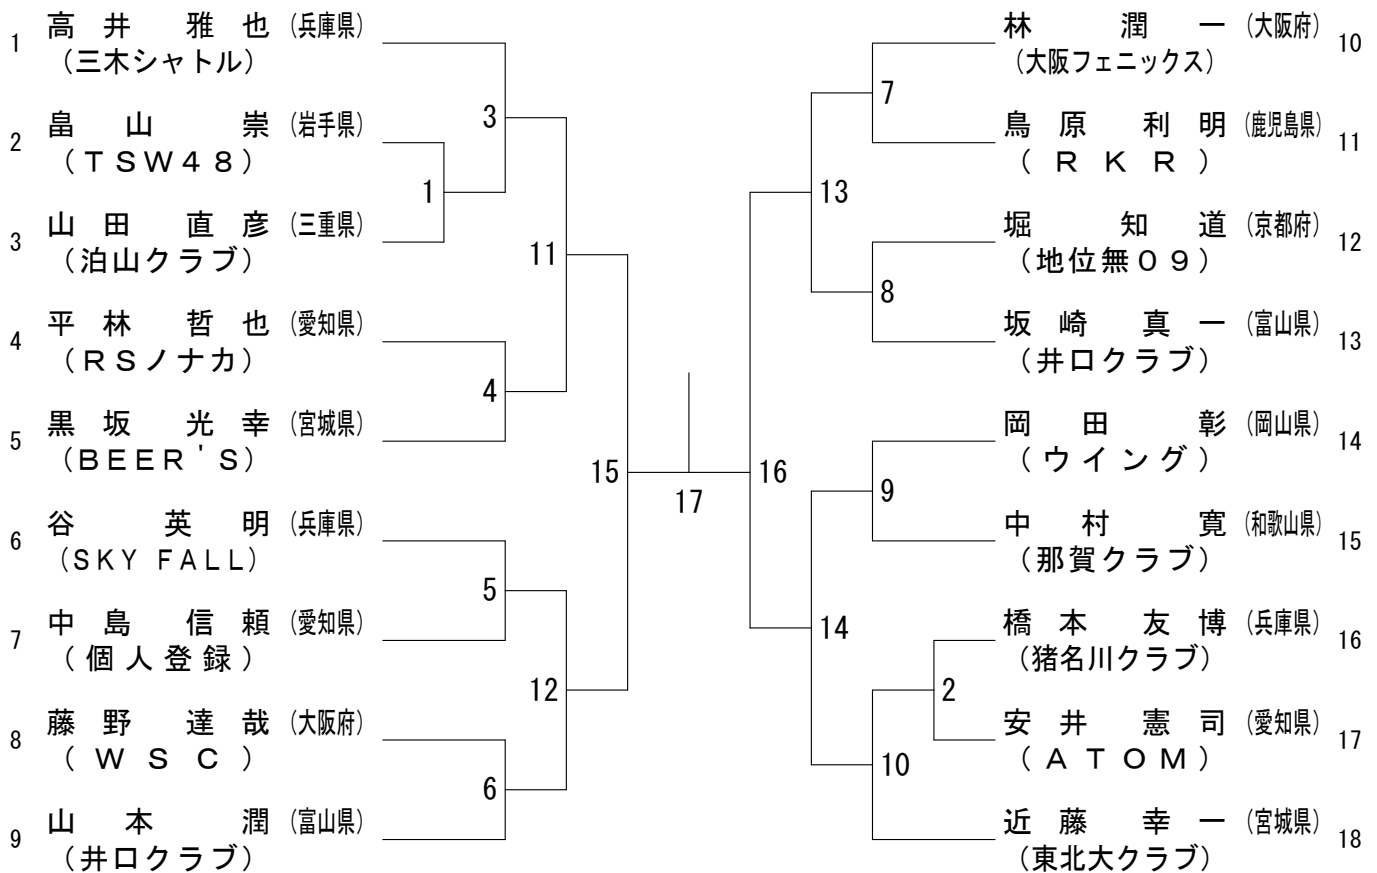 1 高井 雅也 (兵庫県)
(三木シャトル)
2 畠山 崇 (岩手県)
(TSW48)
3 山田 直彦 (三重県)
(泊山クラブ)
4 平林 哲也 (愛知県)
(RSノナカ)
5 黒坂 光幸 (宮城県)
(BEER'S)
6 谷 英明 (兵庫県)
(SKY FALL)
7 中島 信頼 (愛知県)
(個人登録)
8 藤野 達哉 (大阪府)
(WSC)
9 山本 潤 (富山県)
(井口クラブ)
1
3
4
11
5
6
12
15
17
16
13
7
8
14
9
10
2
林 潤一 (大阪府) 10
(大阪フェニックス)
鳥原 利明 (鹿児島県) 11
(RKR)
堀 知道 (京都府) 12
(地位無09)
坂崎 真一 (富山県) 13
(井口クラブ)
岡田 彰 (岡山県) 14
(ウイング)
中村 寛 (和歌山県) 15
(那賀クラブ)
橋本 友博 (兵庫県) 16
(猪名川クラブ)
安井 憲司 (愛知県) 17
(ATOM)
近藤 幸一 (宮城県) 18
(東北大クラブ)